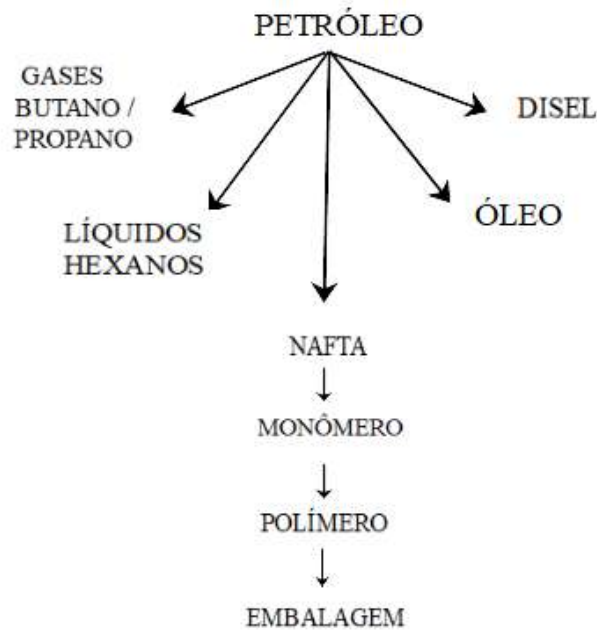 PETRÓLEO
GASES
BUTANO /
PROPANO
DISEL
LÍQUIDOS
HEXANOS
ÓLEO
NAFTA
MONÔMERO
POLÍMERO
EMBALAGEM